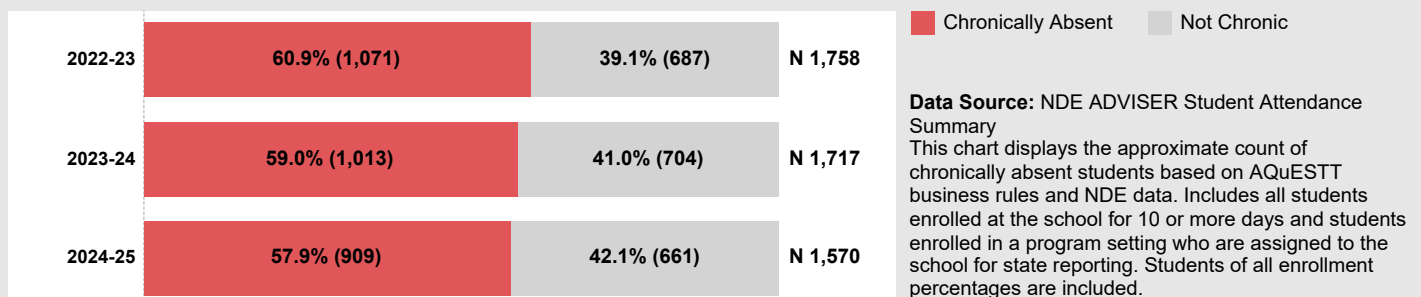 2022-23 60.9% (1,071) 39.1% (687) N 1,758
2023-24 59.0% (1,013) 41.0% (704) N 1,717
2024-25 57.9% (909) 42.1% (661) N 1,570
Chronically Absent Not Chronic
Data Source: NDE ADVISER Student Attendance
Summary
This chart displays the approximate count of
chronically absent students based on AQuESTT
business rules and NDE data. Includes all students
enrolled at the school for 10 or more days and students
enrolled in a program setting who are assigned to the
school for state reporting. Students of all enrollment
percentages are included.